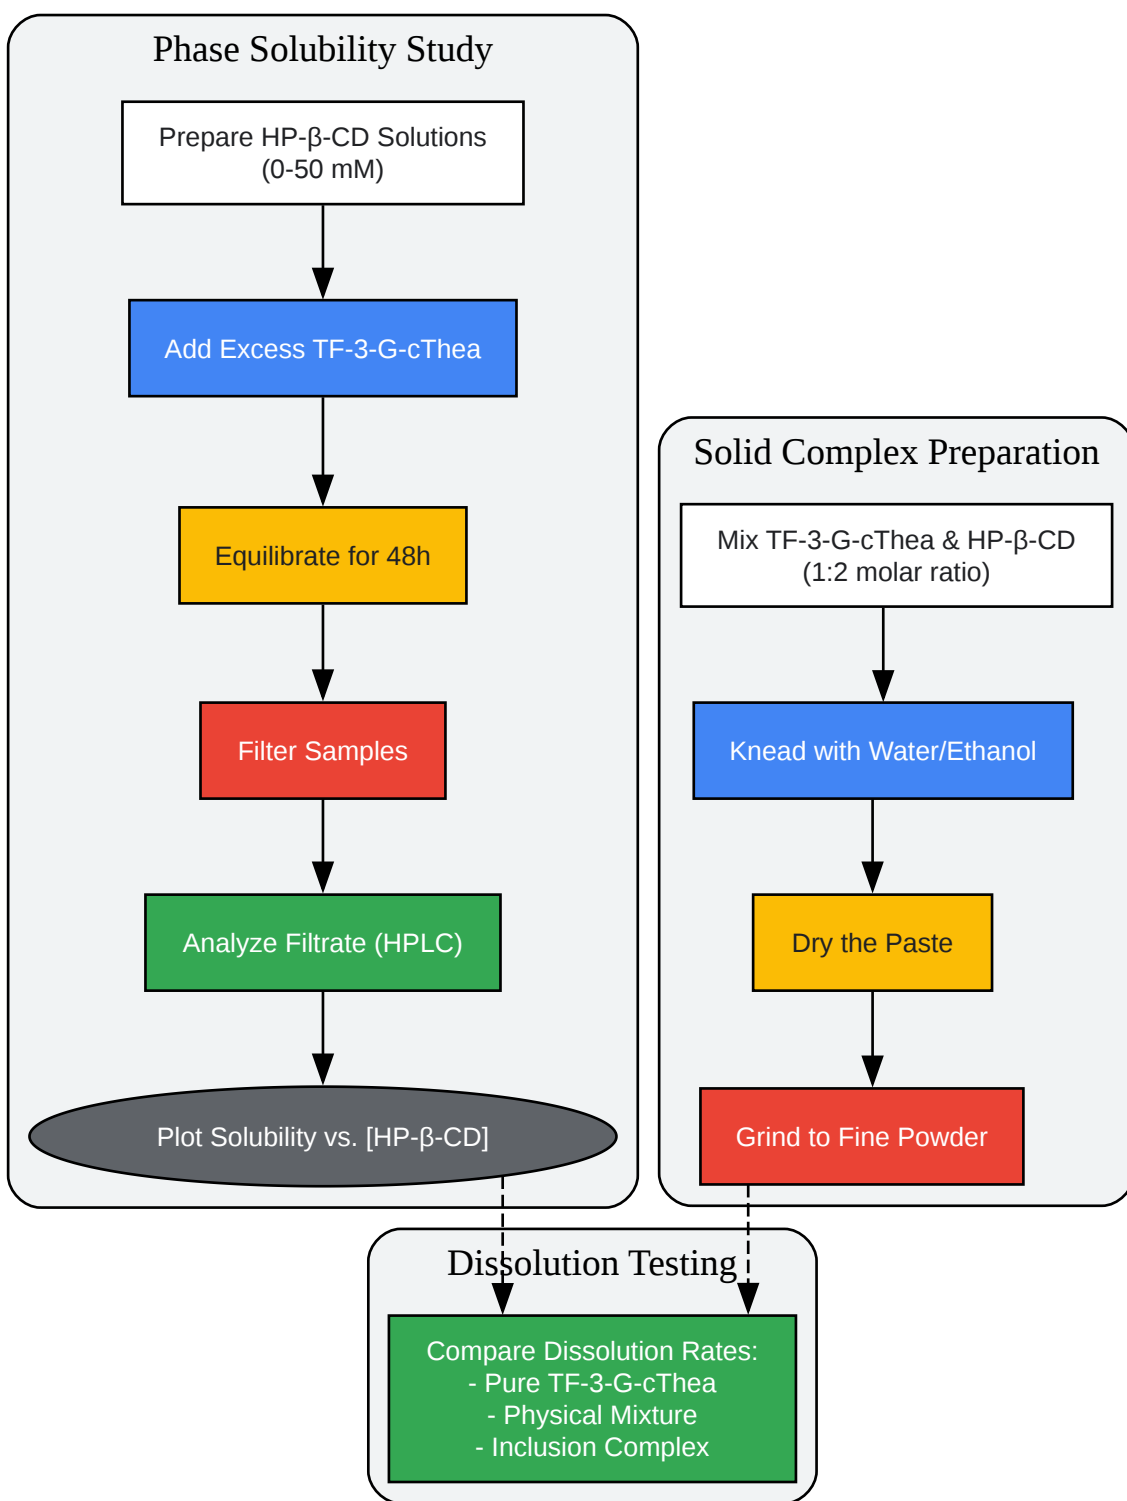 Phase Solubility Study
Prepare HP-β-CD Solutions
(0-50 mM)
Add Excess TF-3-G-cThea
Equilibrate for 48h
Filter Samples
Analyze Filtrate (HPLC)
Plot Solubility vs. [HP-β-CD]
Solid Complex Preparation
Mix TF-3-G-cThea & HP-β-CD
(1:2 molar ratio)
Knead with Water/Ethanol
Dry the Paste
Grind to Fine Powder
Dissolution Testing
Compare Dissolution Rates:
- Pure TF-3-G-cThea
- Physical Mixture
- Inclusion Complex